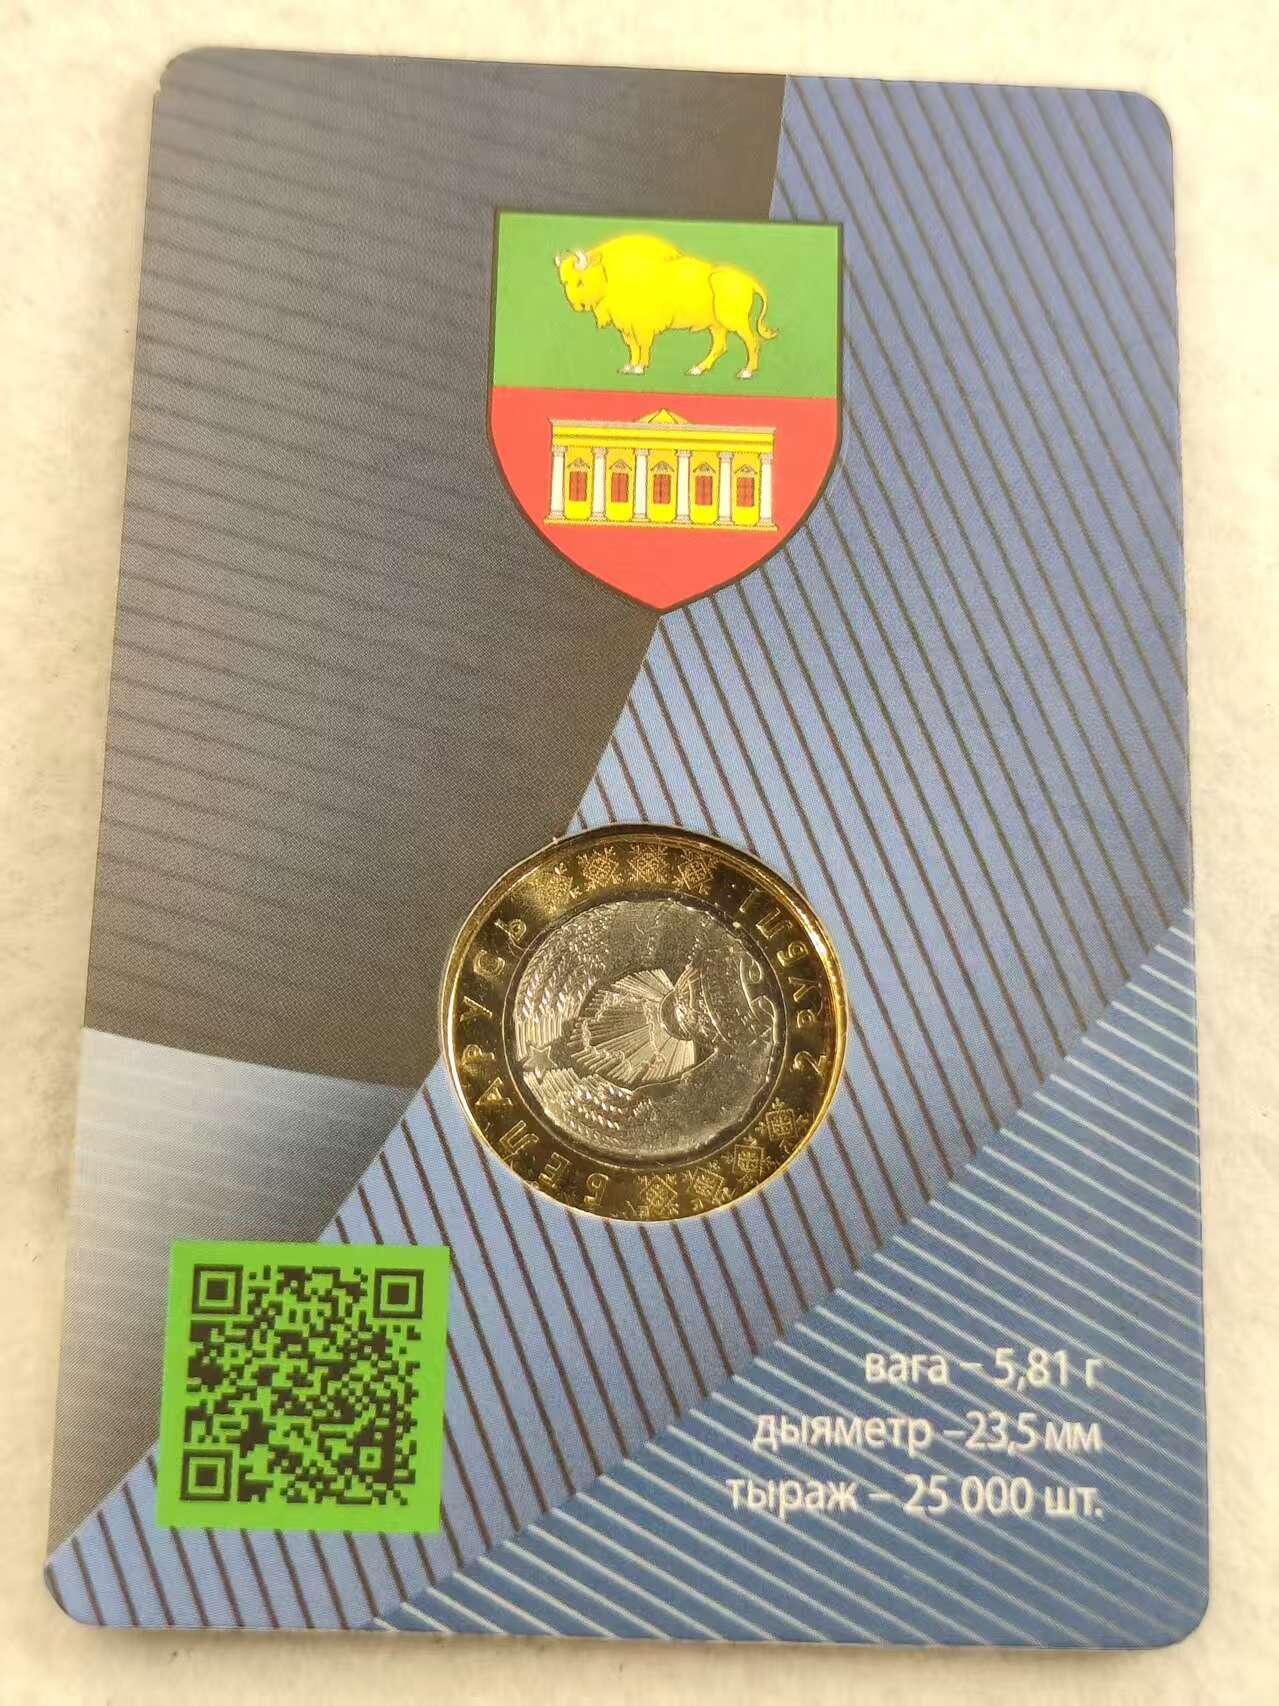 БЕЛАРУСЬ
2 РУБЛІ
вага – 5,81 г
дыяметр –23,5 мм
тыраж – 25 000 шт.